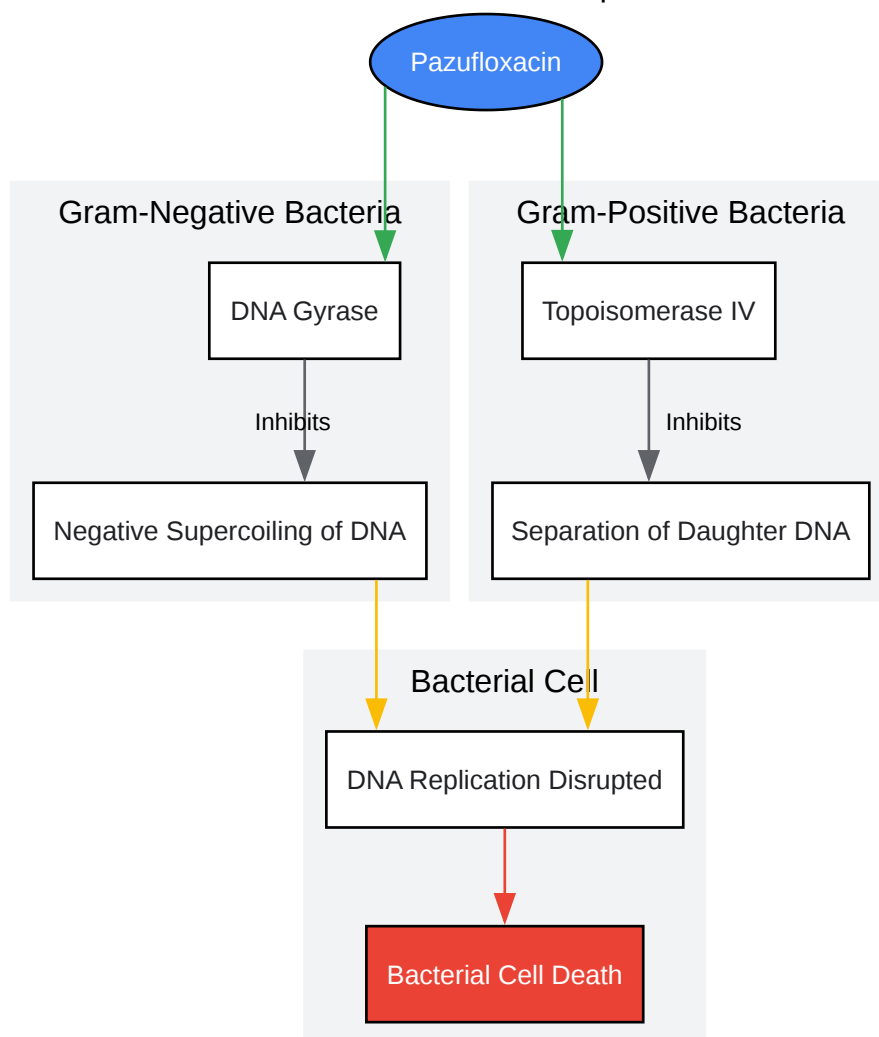 Pazufloxacin
Gram-Negative Bacteria
Gram-Positive Bacteria
DNA Gyrase
Topoisomerase IV
Inhibits
Inhibits
Negative Supercoiling of DNA
Separation of Daughter DNA
Bacterial Cell
DNA Replication Disrupted
Bacterial Cell Death